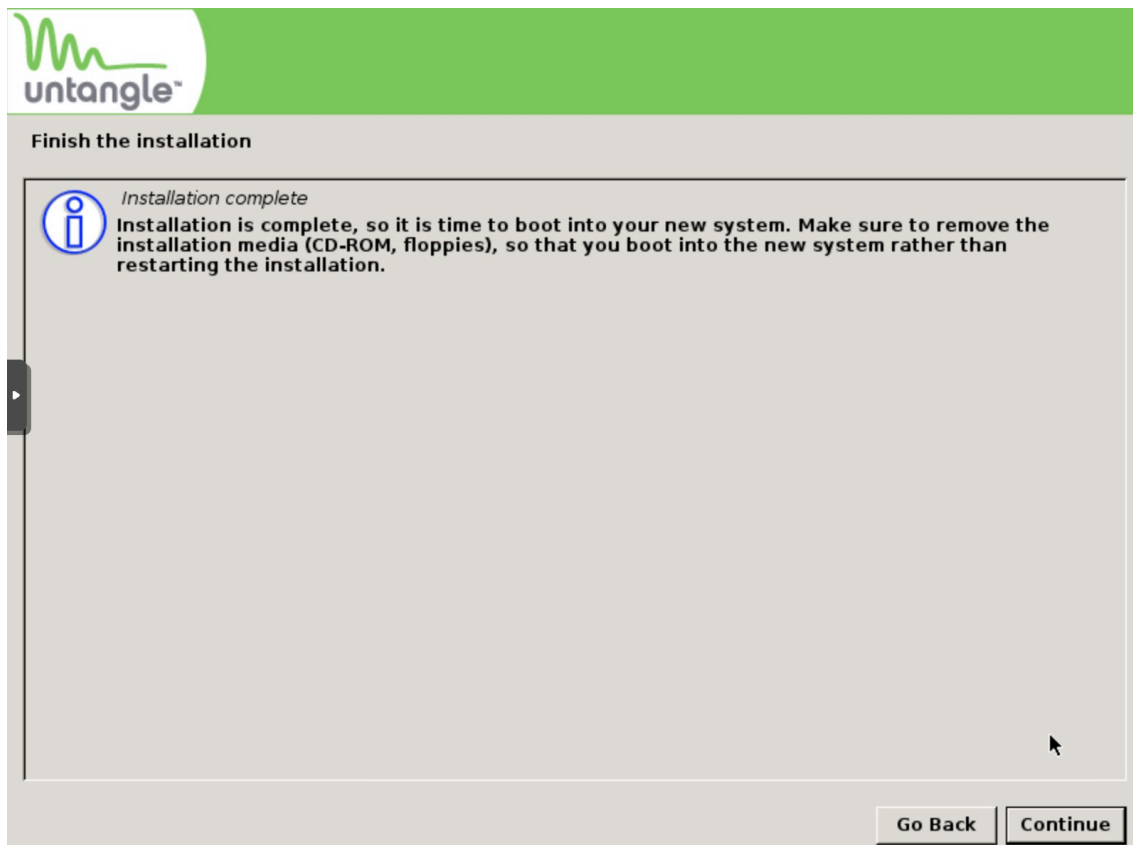 untangle™
Finish the installation
Installation complete
Installation is complete, so it is time to boot into your new system. Make sure to remove the
installation media (CD-ROM, floppies), so that you boot into the new system rather than
restarting the installation.
Go Back
Continue